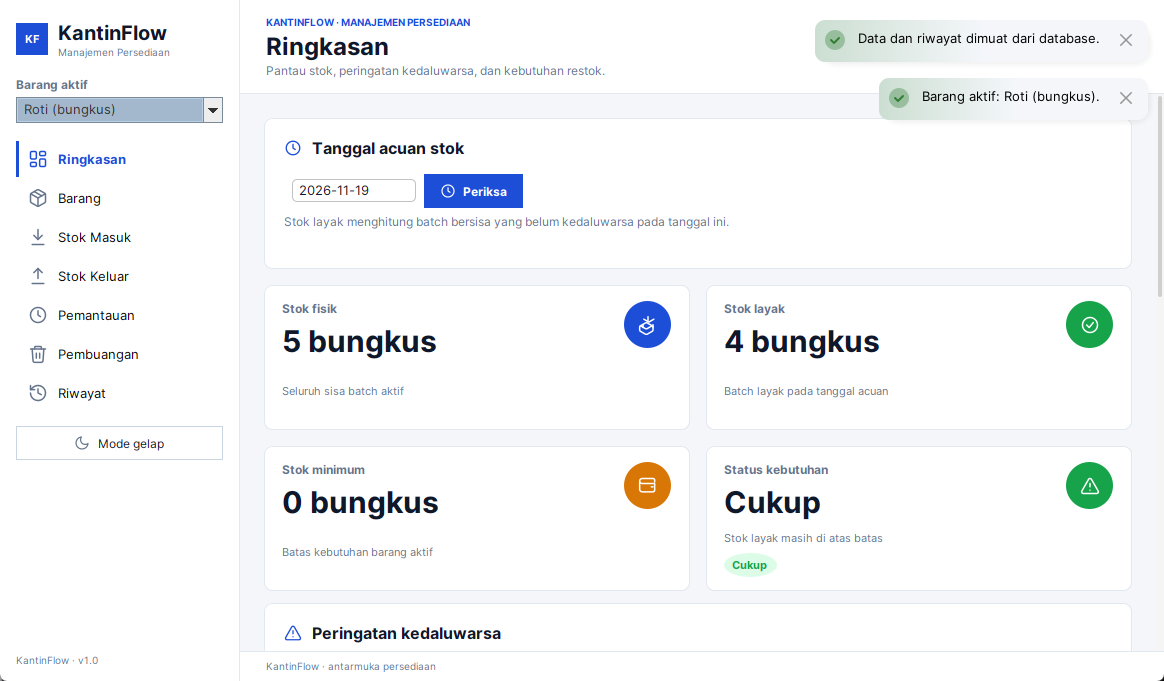 KF
KantinFlow
Manajemen Persediaan
Barang aktif
Roti (bungkus)
Ringkasan
Barang
Stok Masuk
Stok Keluar
Pemantauan
Pembuangan
Riwayat
Mode gelap
KantinFlow · v1.0
KANTINFLOW · MANAJEMEN PERSEDIAAN
Ringkasan
Pantau stok, peringatan kedaluwarsa, dan kebutuhan restok.
Data dan riwayat dimuat dari database.
Barang aktif: Roti (bungkus).
Tanggal acuan stok
2026-11-19
Periksa
Stok layak menghitung batch bersisa yang belum kedaluwarsa pada tanggal ini.
Stok fisik
5 bungkus
Seluruh sisa batch aktif
Stok layak
4 bungkus
Batch layak pada tanggal acuan
Stok minimum
0 bungkus
Batas kebutuhan barang aktif
Status kebutuhan
Cukup
Stok layak masih di atas batas
Cukup
Peringatan kedaluwarsa
KantinFlow · antarmuka persediaan